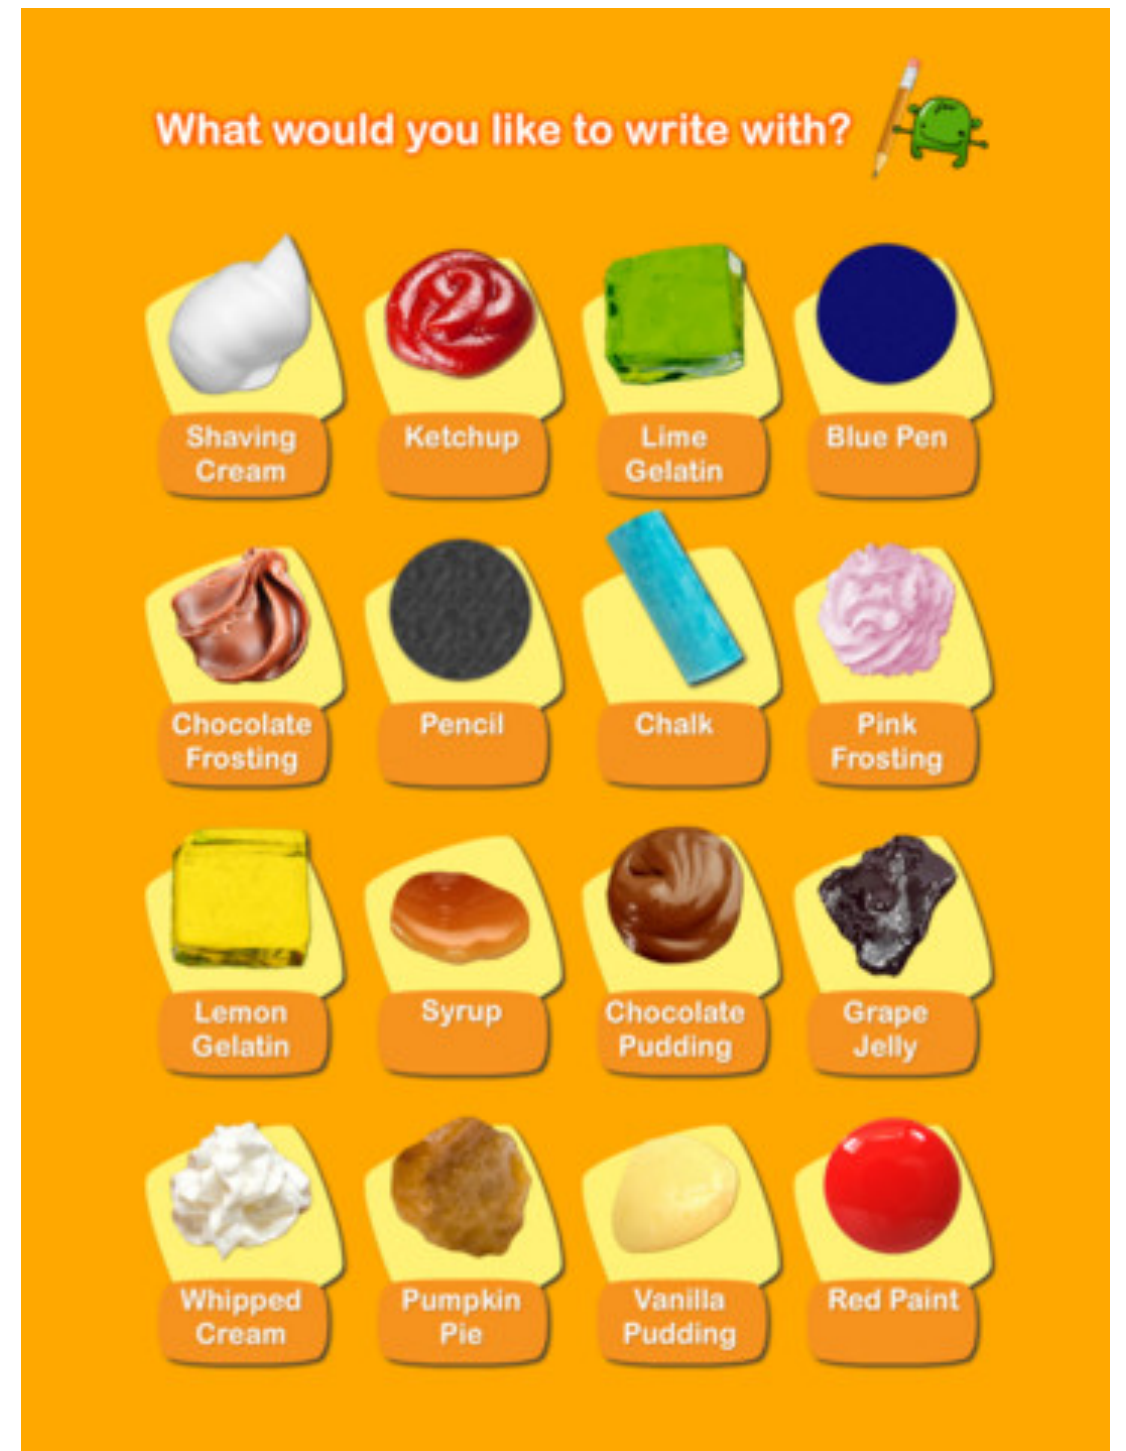 What would you like to write with?
Shaving
Cream
Ketchup
Lime
Gelatin
Blue Pen
Chocolate
Frosting
Pencil
Chalk
Pink
Frosting
Lemon
Gelatin
Syrup
Chocolate
Pudding
Grape
Jelly
Whipped
Cream
Pumpkin
Pie
Vanilla
Pudding
Red Paint